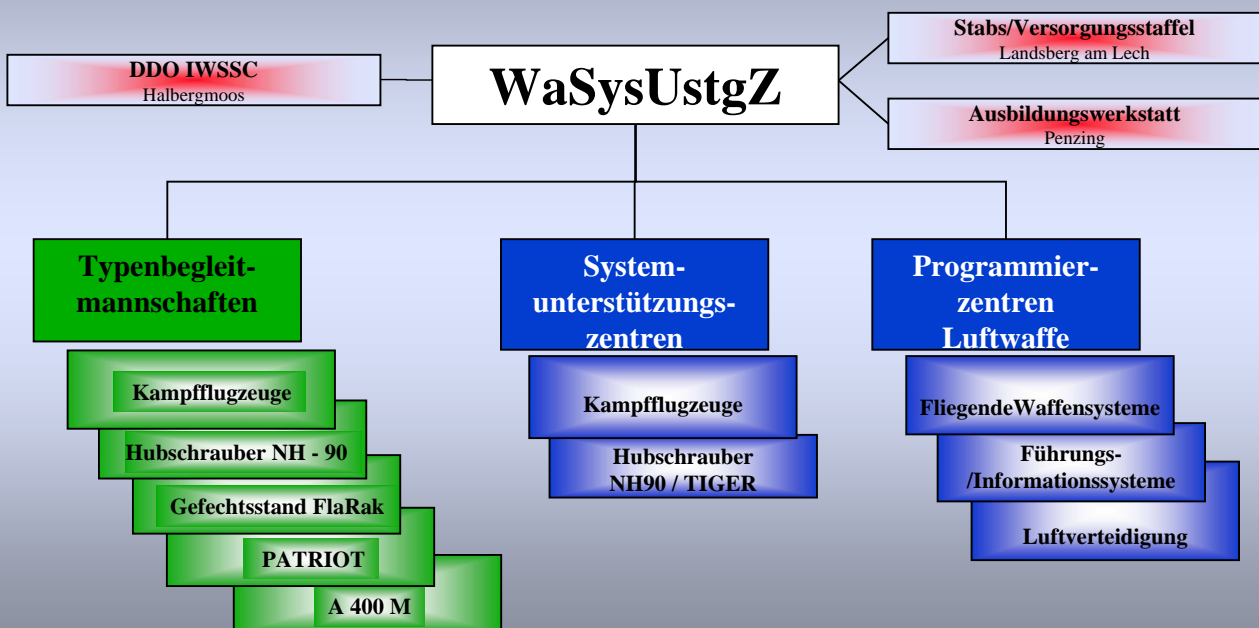 DDO IWSSC
Halbergmoos
WaSysUstgZ
Stabs/Versorgungsstaffel
Landsberg am Lech
Ausbildungswerkstatt
Penzing
Typenbegleit-
mannschaften
Kampfflugzeuge
Hubschrauber NH - 90
Gefechtsstand FlaRak
PATRIOT
A 400 M
System-
unterstützungs-
zentren
Kampfflugzeuge
Hubschrauber
NH90 / TIGER
Programmier-
zentren
Luftwaffe
FliegendeWaffensysteme
Führungs-
/Informationssysteme
Luftverteidigung